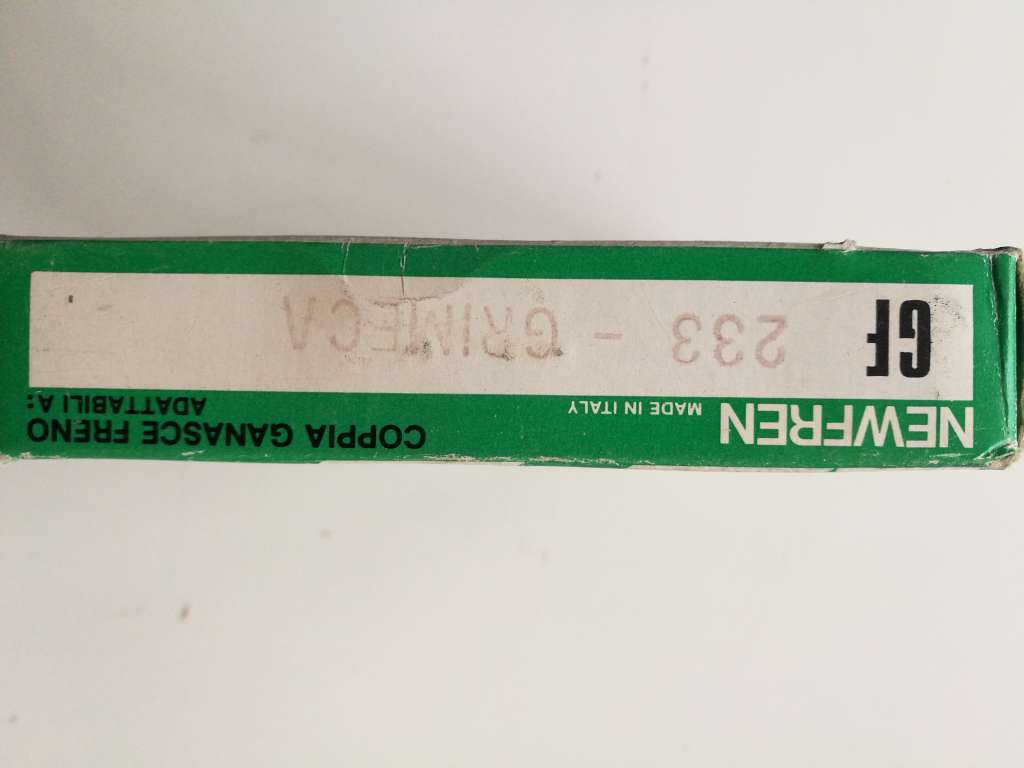 NEWFREN MADE IN ITALY COPPIA GANASCE FRENO
ADATTABILI A:
GF 233 - GRIMECA